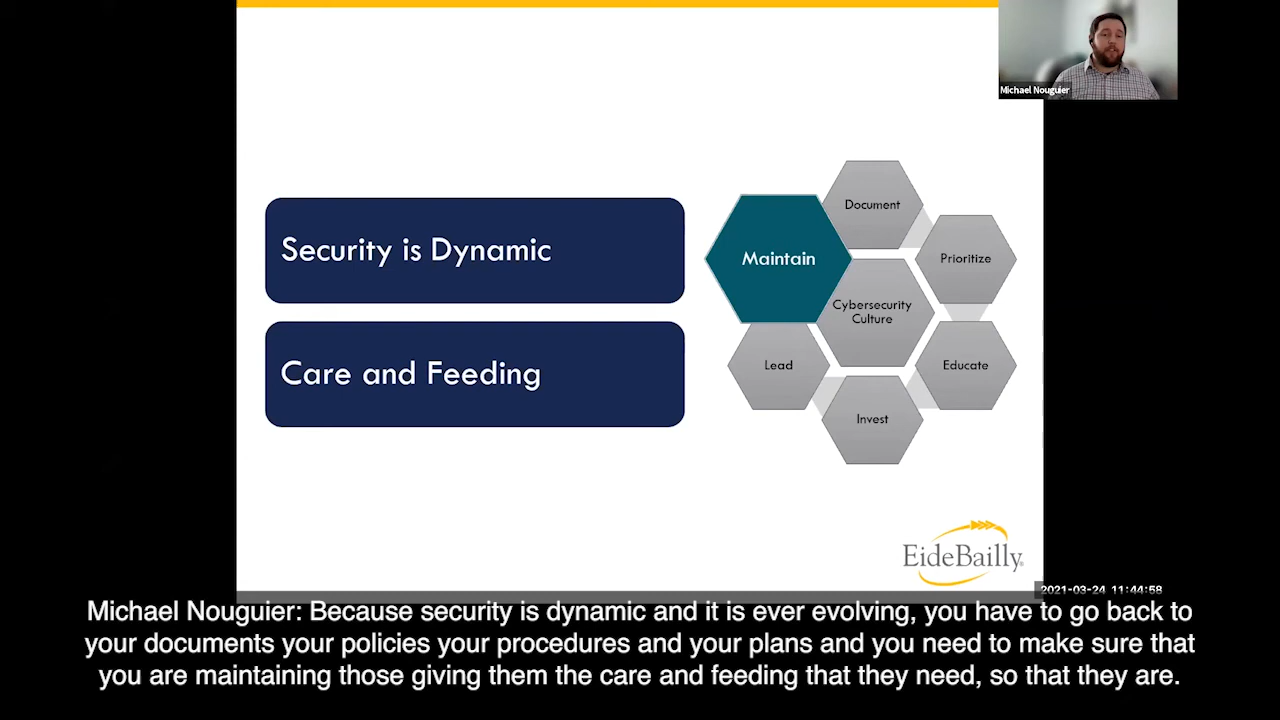 Michael Nouguier
Security is Dynamic
Care and Feeding
Document
Maintain
Prioritize
Cybersecurity
Culture
Lead
Educate
Invest
EideBailly®
2021-03-24 11:44:58
Michael Nouguier: Because security is dynamic and it is ever evolving, you have to go back to
your documents your policies your procedures and your plans and you need to make sure that
you are maintaining those giving them the care and feeding that they need, so that they are.